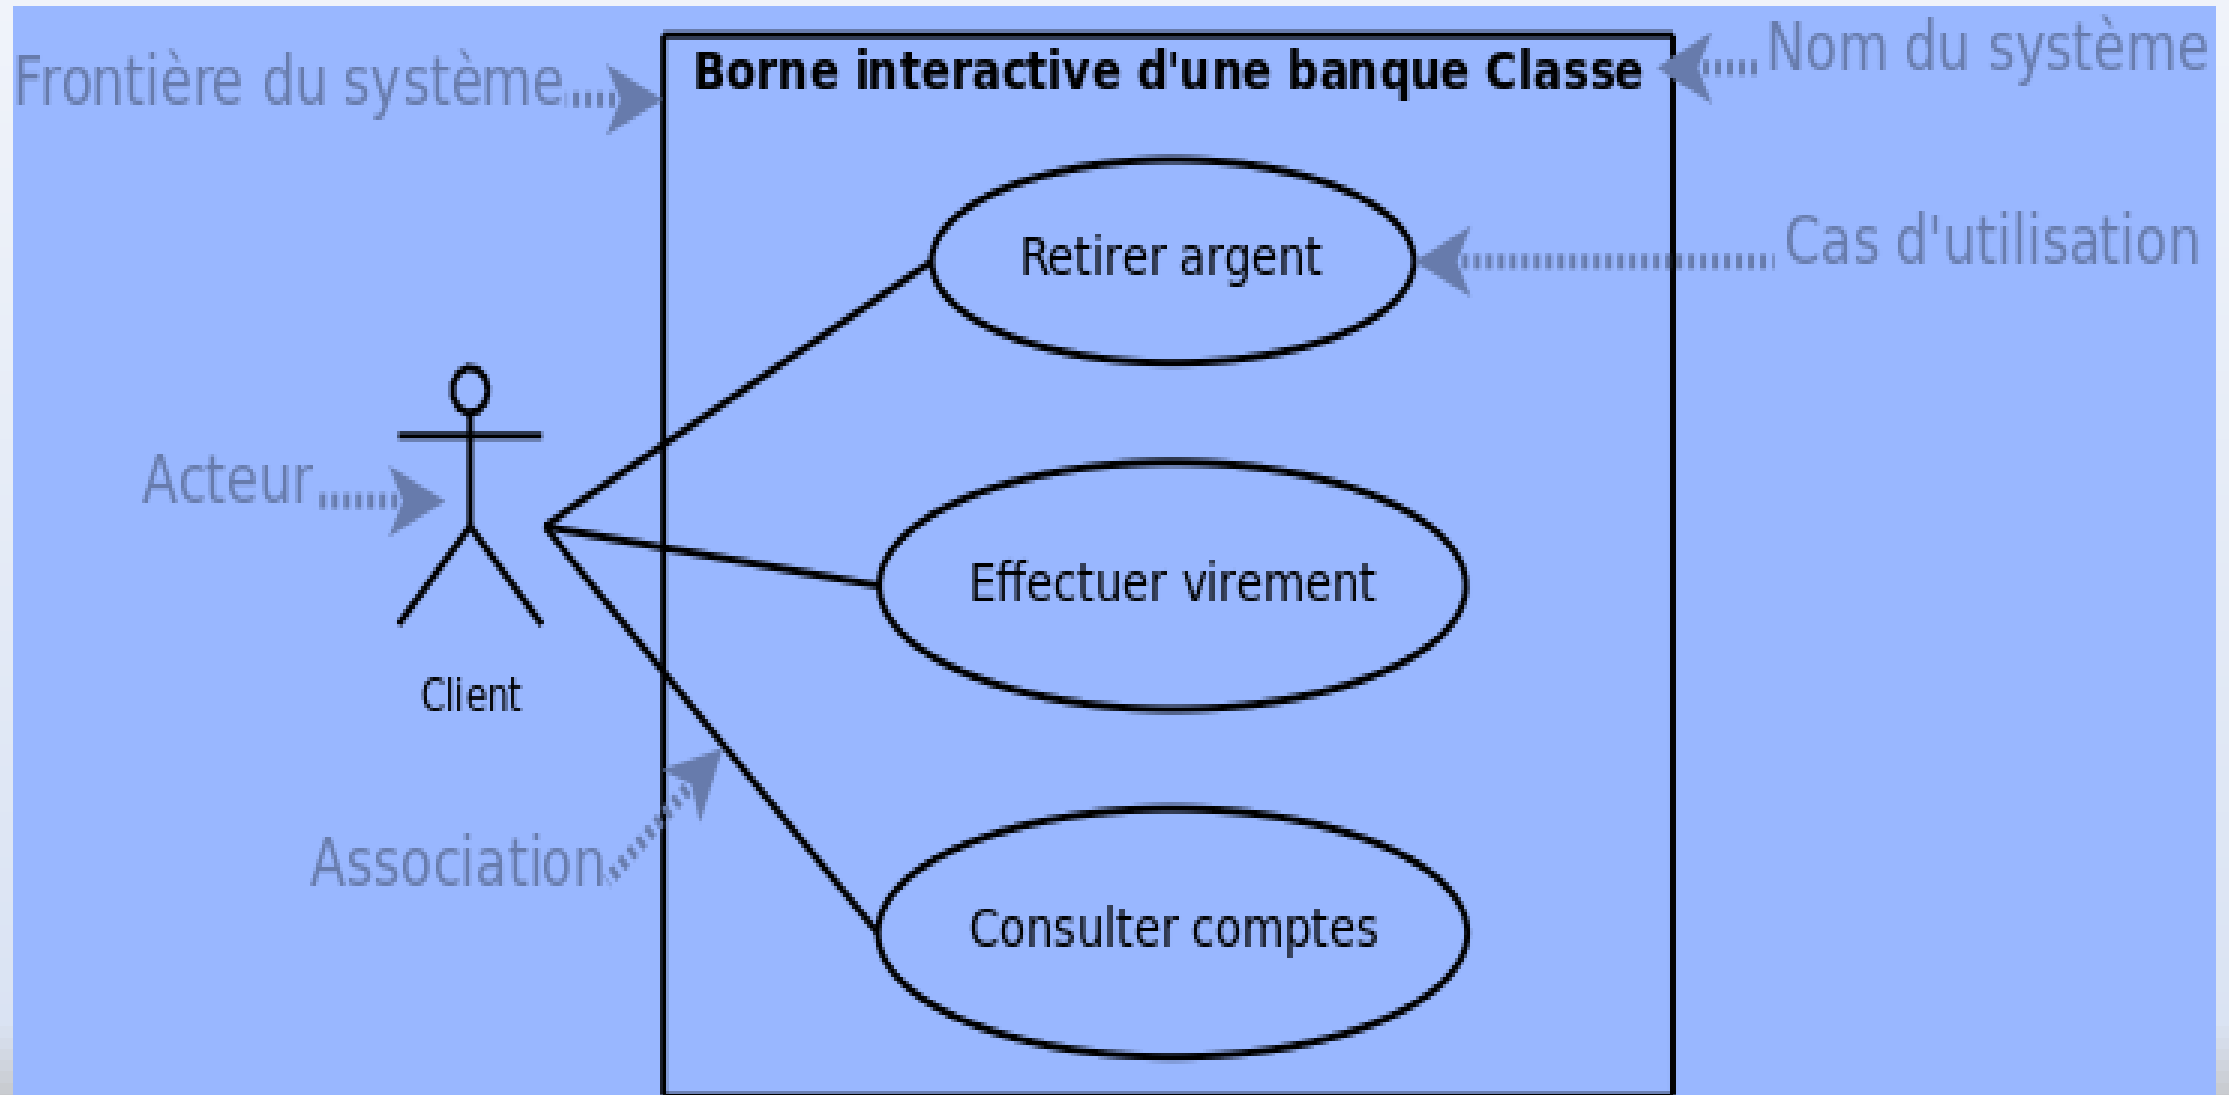 Nom du système
Frontière du système
Borne interactive d'une banque Classe
Retirer argent
Cas d'utilisation
Acteur
Effectuer virement
Client
Association
Consulter comptes